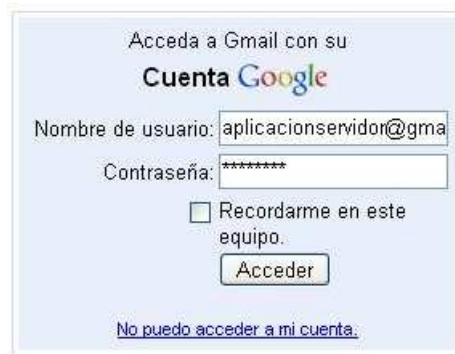 Acceda a Gmail con su
Cuenta Google
Nombre de usuario: aplicacionservidor@gma
Contraseña: ********
Recordarme en este
equipo.
Acceder
No puedo acceder a mi cuenta.